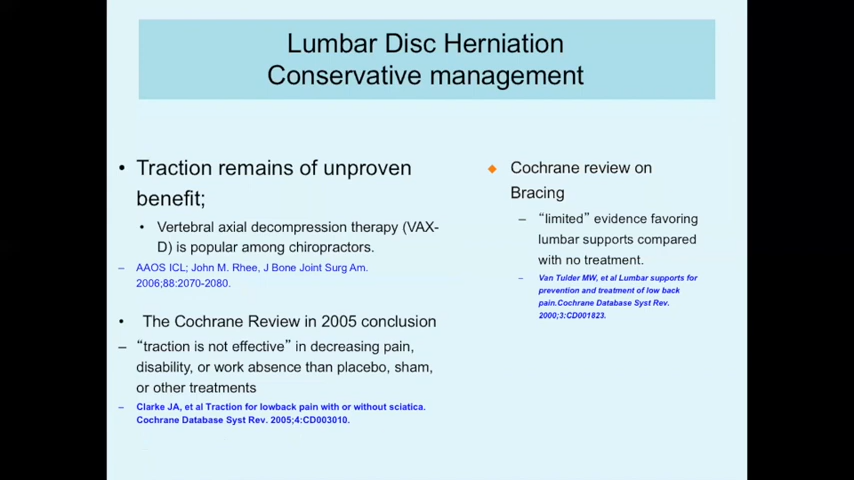 Lumbar Disc Herniation
Conservative management
• Traction remains of unproven
benefit;
• Vertebral axial decompression therapy (VAX-
D) is popular among chiropractors.
– AAOS ICL; John M. Rhee, J Bone Joint Surg Am.
2006;88:2070-2080.
• The Cochrane Review in 2005 conclusion
– “traction is not effective” in decreasing pain,
disability, or work absence than placebo, sham,
or other treatments
– Clarke JA, et al Traction for lowback pain with or without sciatica.
Cochrane Database Syst Rev. 2005;4:CD003010.
◆ Cochrane review on
Bracing
– “limited” evidence favoring
lumbar supports compared
with no treatment.
– Van Tulder MW, et al Lumbar supports for
prevention and treatment of low back
pain.Cochrane Database Syst Rev.
2000;3:CD001823.